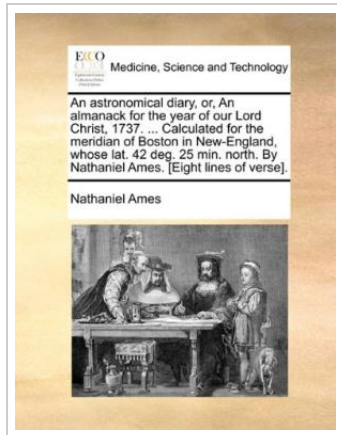 ECCO
Medicine, Science and Technology
An astronomical diary, or, An
almanack for the year of our Lord
Christ, 1737. ... Calculated for the
meridian of Boston in New-England,
whose lat. 42 deg. 25 min. north. By
Nathaniel Ames. [Eight lines of verse].
Nathaniel Ames